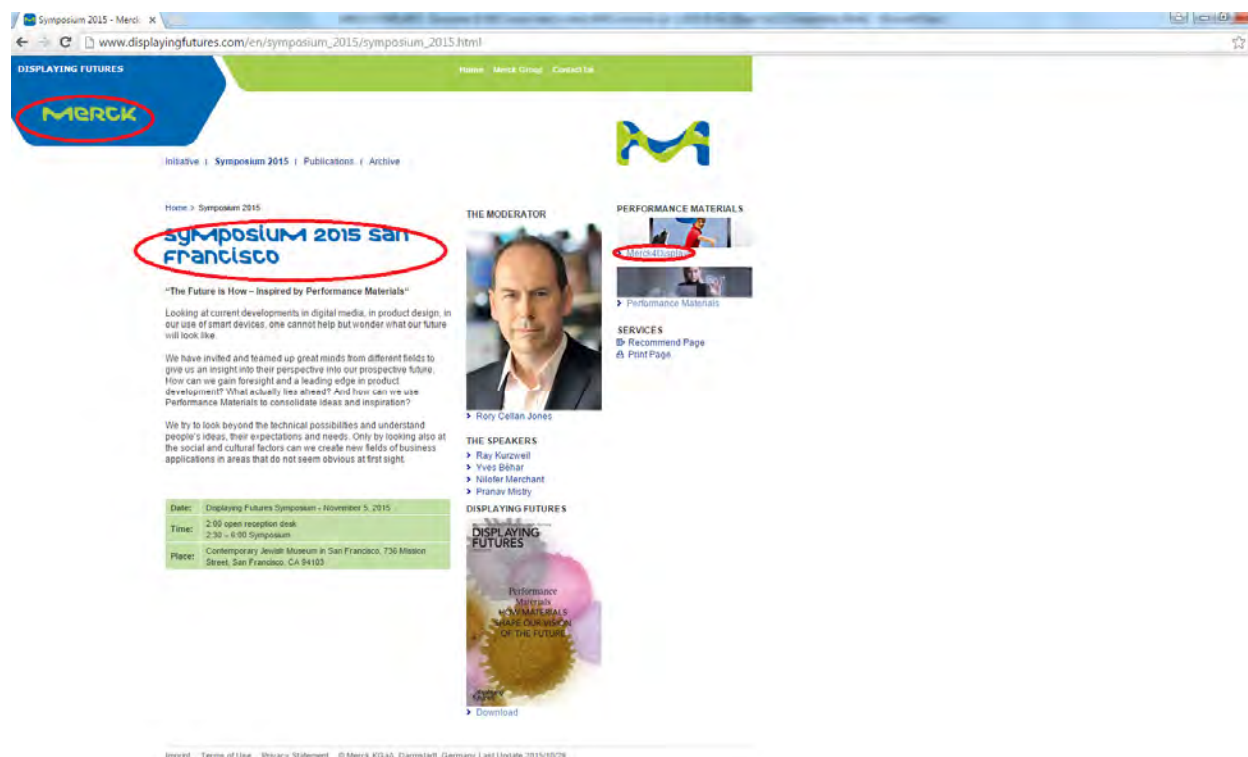 Symposium 2015 - Merck
www.displayingfutures.com/en/symposium_2015/symposium_2015.html
DISPLAYING FUTURES
Home Merck Group Contact Us
MERCK
Initiative | Symposium 2015 | Publications | Archive
Home > Symposium 2015
symposium 2015 san
francisco
"The Future is How – Inspired by Performance Materials"
Looking at current developments in digital media, in product design, in
our use of smart devices, one cannot help but wonder what our future
will look like.
We have invited and teamed up great minds from different fields to
give us an insight into their perspective into our prospective future.
How can we gain foresight and a leading edge in product
development? What actually lies ahead? And how can we use
Performance Materials to consolidate ideas and inspiration?
We try to look beyond the technical possibilities and understand
people's ideas, their expectations and needs. Only by looking also at
the social and cultural factors can we create new fields of business
applications in areas that do not seem obvious at first sight.
Date: Displaying Futures Symposium - November 5, 2015
Time: 2:00 open reception desk
2:30 – 6:00 Symposium
Place: Contemporary Jewish Museum in San Francisco, 736 Mission
Street, San Francisco, CA 94103
THE MODERATOR
Rory Cellan Jones
THE SPEAKERS
Ray Kurzweil
Yves Béhar
Nilofer Merchant
Pranav Mistry
DISPLAYING FUTURES
DISPLAYING
FUTURES
Performance
Materials
HOW MATERIALS
SHAPE OUR VISION
OF THE FUTURE
Download
PERFORMANCE MATERIALS
Merck4Display
Performance Materials
SERVICES
Recommend Page
Print Page
Imprint Terms of Use Privacy Statement © Merck KGaA, Darmstadt, Germany, Last Update 2015/10/28